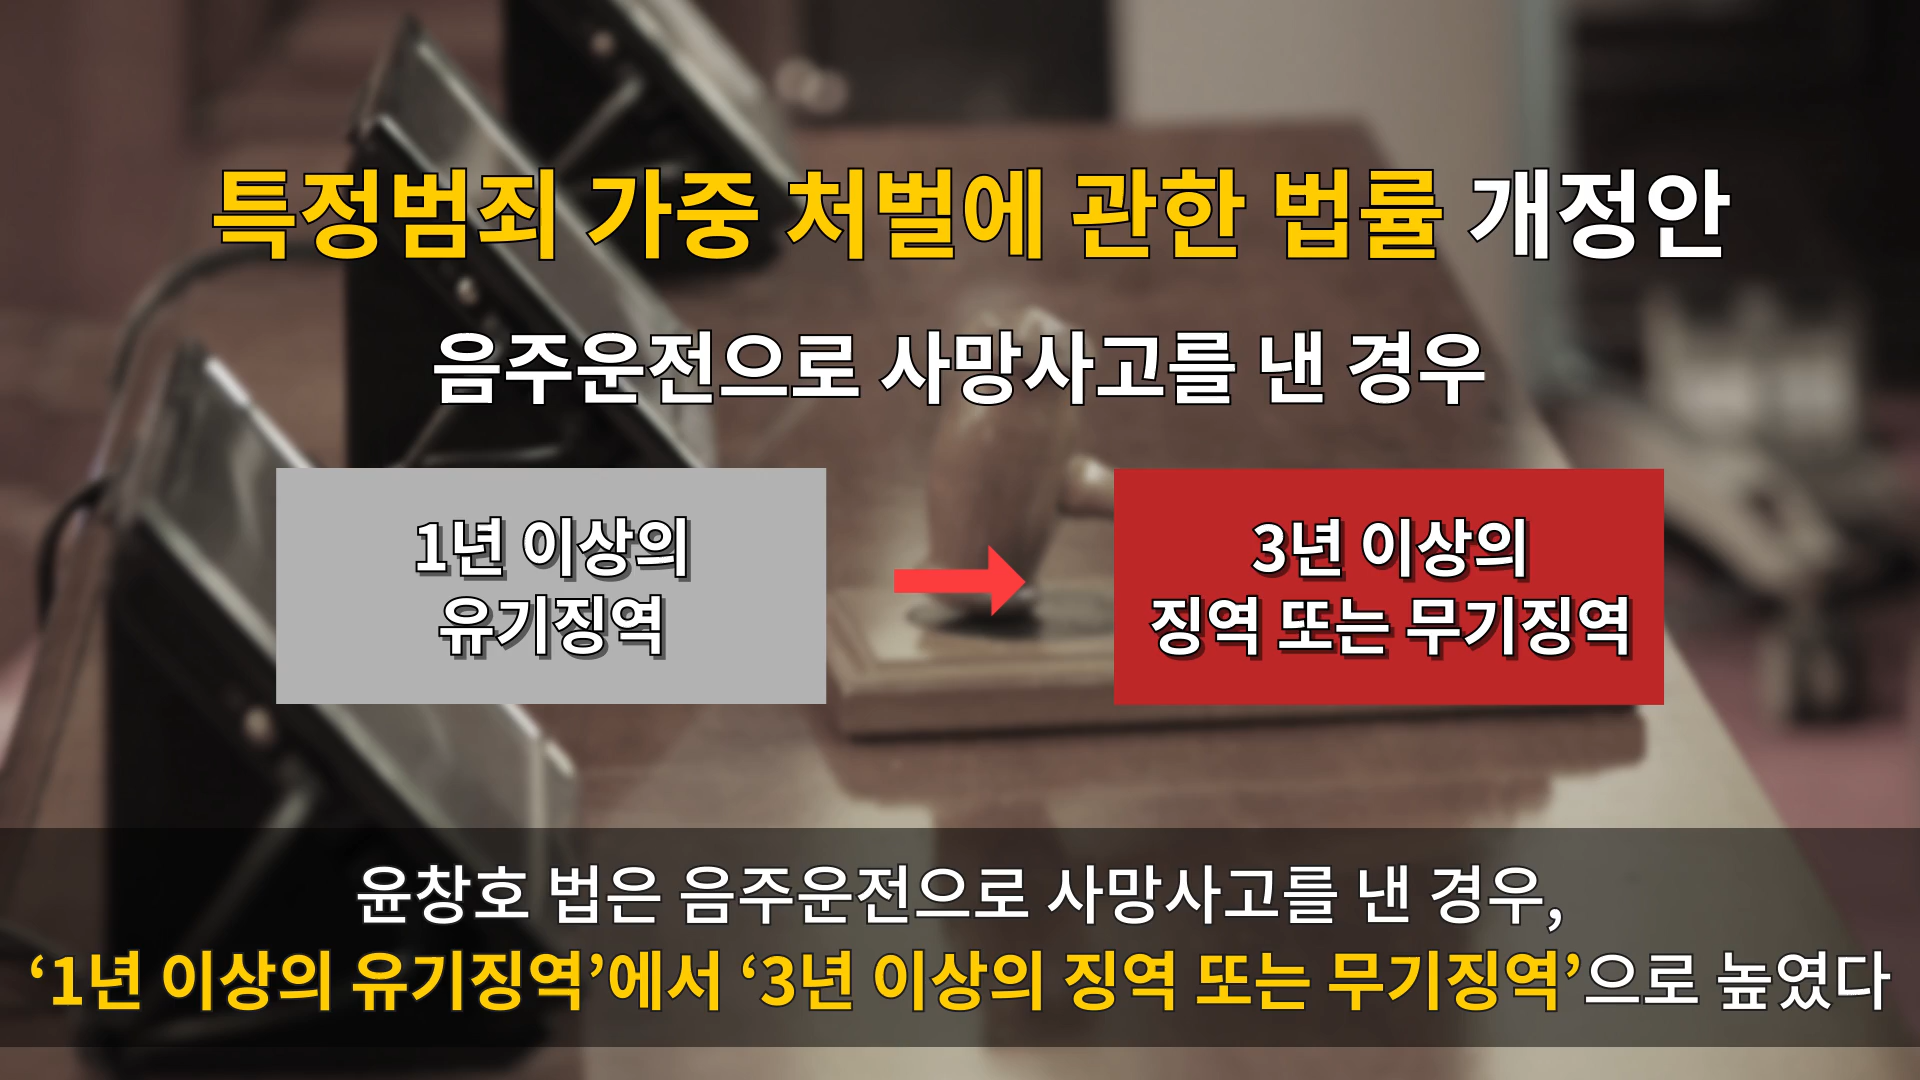 특정범죄 가중 처벌에 관한 법률 개정안
음주운전으로 사망사고를 낸 경우
1년 이상의
유기징역
3년 이상의
징역 또는 무기징역
윤창호 법은 음주운전으로 사망사고를 낸 경우,
‘1년 이상의 유기징역’에서 ‘3년 이상의 징역 또는 무기징역’으로 높였다